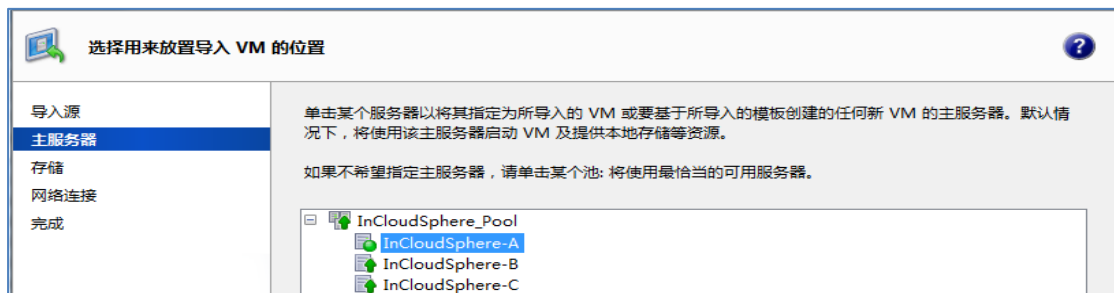 选择用来放置导入 VM 的位置
导入源
主服务器
存储
网络连接
完成
单击某个服务器以将其指定为所导入的 VM 或要基于所导入的模板创建的任何新 VM 的主服务器。默认情
况下，将使用该主服务器启动 VM 及提供本地存储等资源。
如果不希望指定主服务器，请单击某个池: 将使用最恰当的可用服务器。
InCloudSphere_Pool
InCloudSphere-A
InCloudSphere-B
InCloudSphere-C